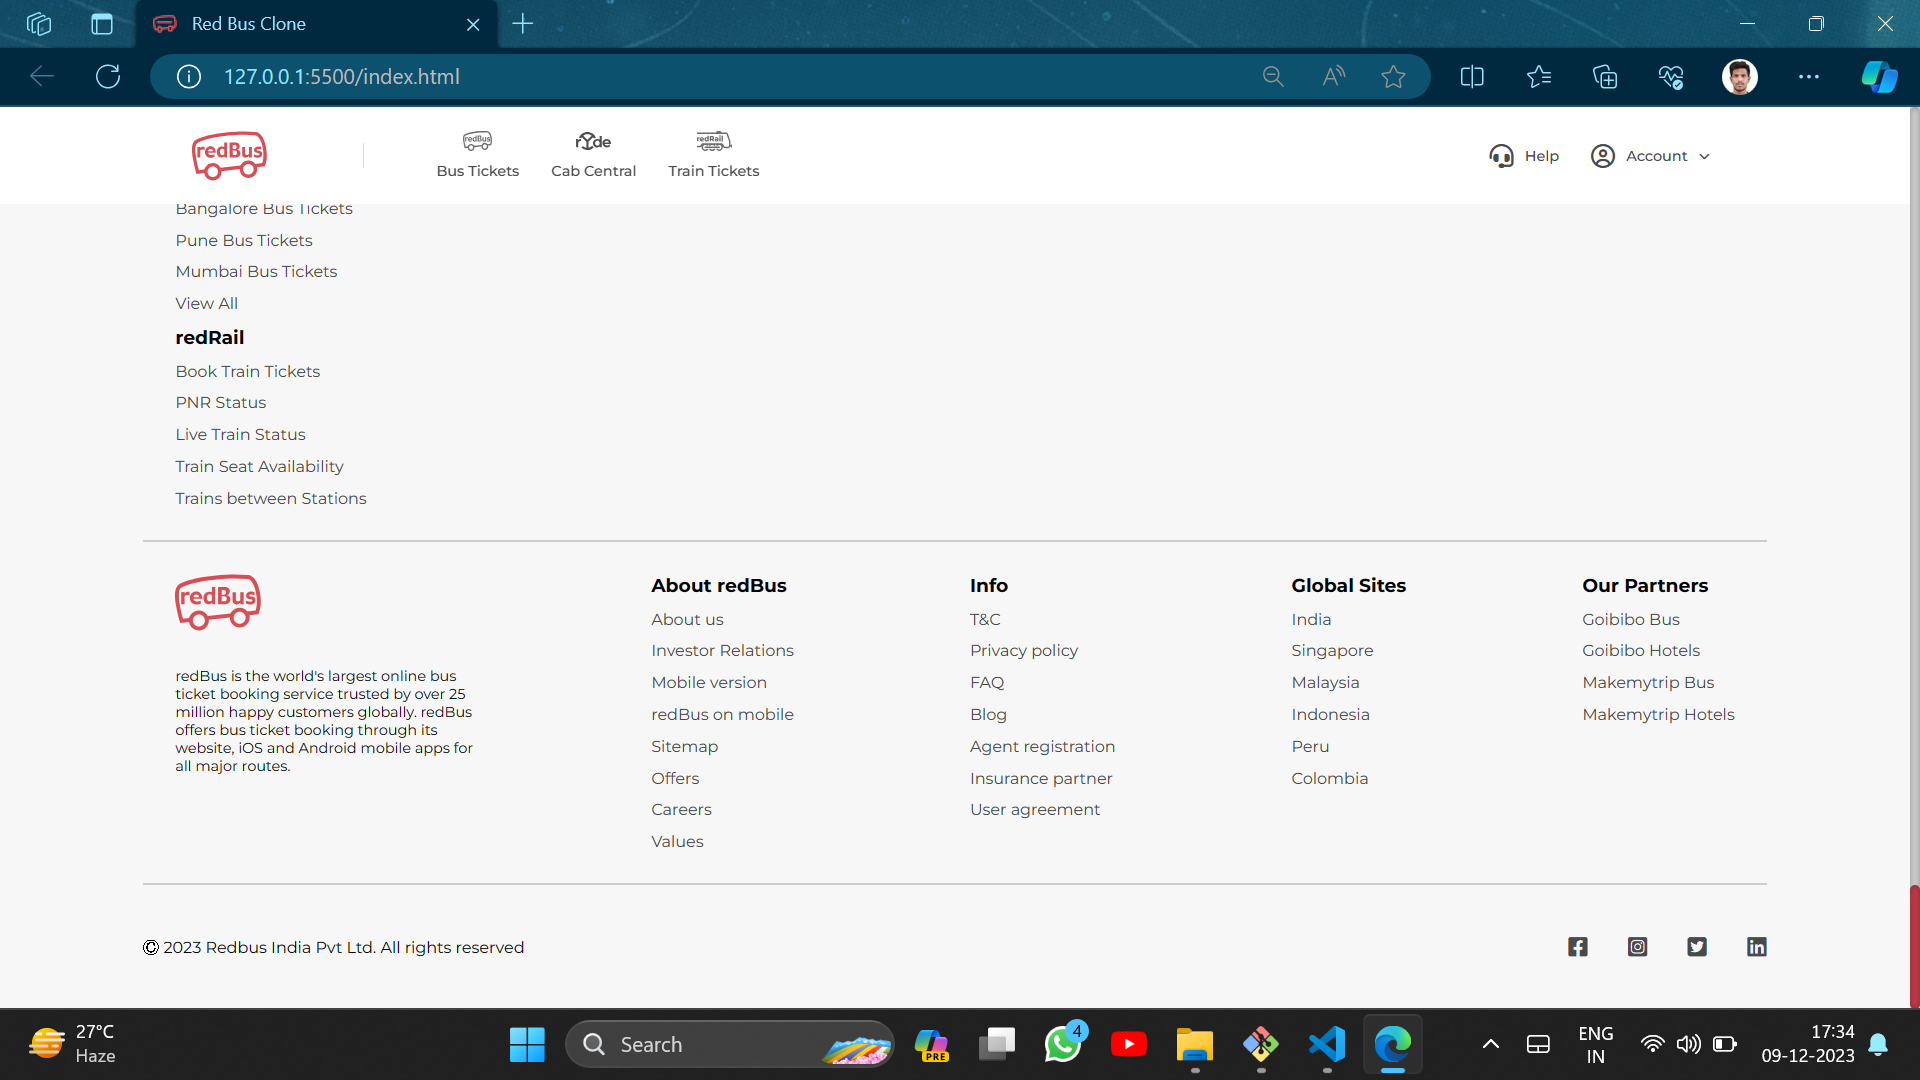 Red Bus Clone
127.0.0.1:5500/index.html
redBus
redBus
Bus Tickets
rYde
Cab Central
redRail
Train Tickets
Help
Account
Bangalore Bus Tickets
Pune Bus Tickets
Mumbai Bus Tickets
View All
redRail
Book Train Tickets
PNR Status
Live Train Status
Train Seat Availability
Trains between Stations
redBus
redBus is the world's largest online bus
ticket booking service trusted by over 25
million happy customers globally. redBus
offers bus ticket booking through its
website, iOS and Android mobile apps for
all major routes.
About redBus
About us
Investor Relations
Mobile version
redBus on mobile
Sitemap
Offers
Careers
Values
Info
T&C
Privacy policy
FAQ
Blog
Agent registration
Insurance partner
User agreement
Global Sites
India
Singapore
Malaysia
Indonesia
Peru
Colombia
Our Partners
Goibibo Bus
Goibibo Hotels
Makemytrip Bus
Makemytrip Hotels
© 2023 Redbus India Pvt Ltd. All rights reserved
27°C
Haze
Search
PRE
4
ENG
IN
17:34
09-12-2023